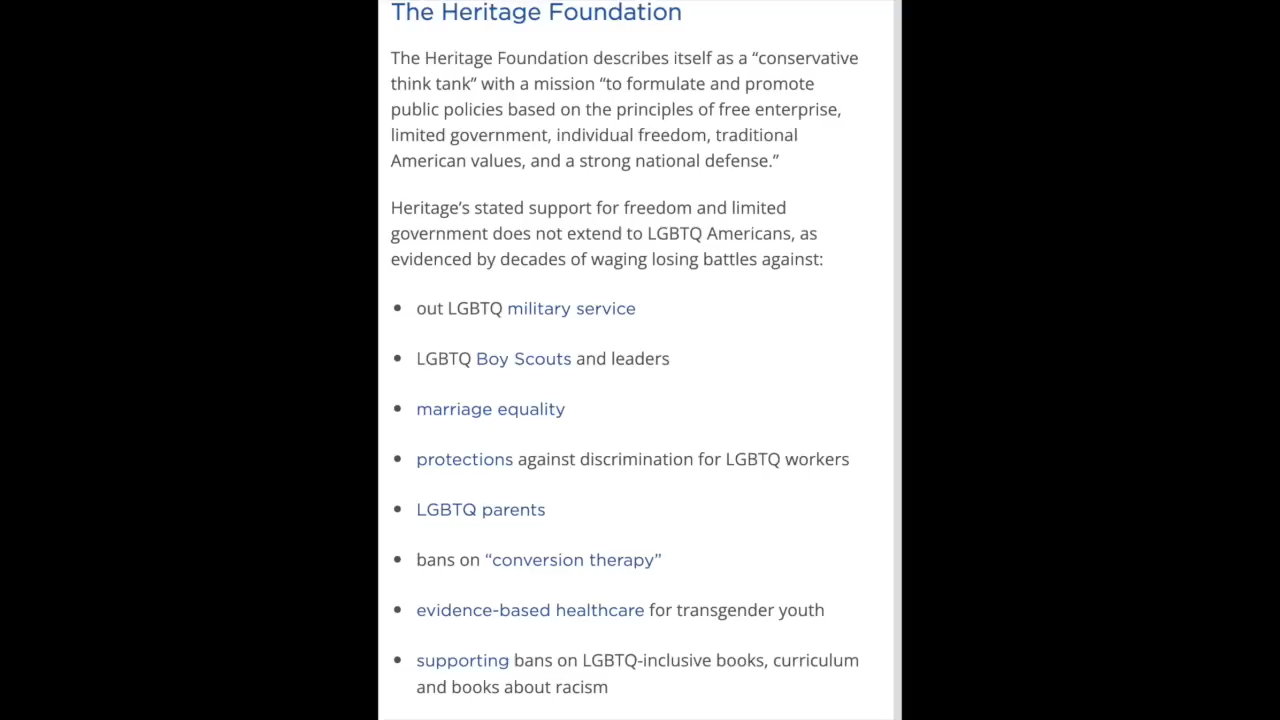 The Heritage Foundation
The Heritage Foundation describes itself as a “conservative
think tank” with a mission “to formulate and promote
public policies based on the principles of free enterprise,
limited government, individual freedom, traditional
American values, and a strong national defense.”
Heritage’s stated support for freedom and limited
government does not extend to LGBTQ Americans, as
evidenced by decades of waging losing battles against:
• out LGBTQ military service
• LGBTQ Boy Scouts and leaders
• marriage equality
• protections against discrimination for LGBTQ workers
• LGBTQ parents
• bans on “conversion therapy”
• evidence-based healthcare for transgender youth
• supporting bans on LGBTQ-inclusive books, curriculum
and books about racism